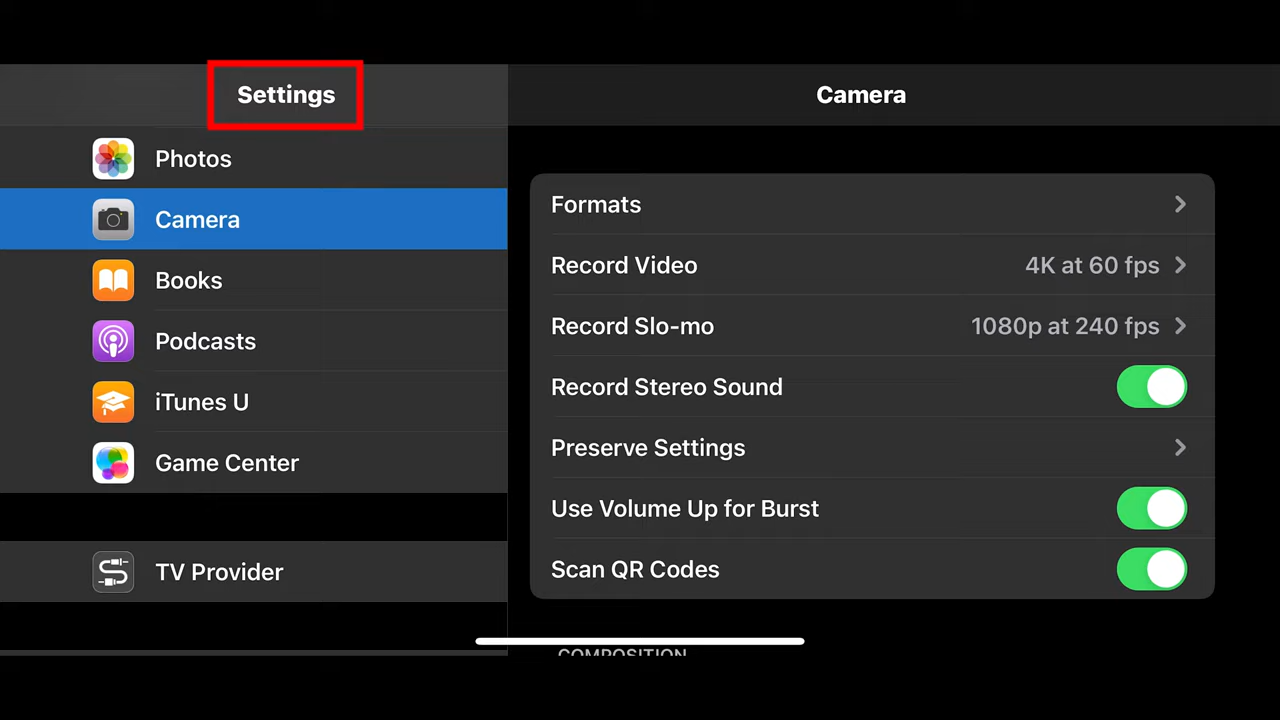 Settings
Photos
Camera
Books
Podcasts
iTunes U
Game Center
TV Provider
Camera
Formats
Record Video 4K at 60 fps
Record Slo-mo 1080p at 240 fps
Record Stereo Sound
Preserve Settings
Use Volume Up for Burst
Scan QR Codes
COMPOSITION